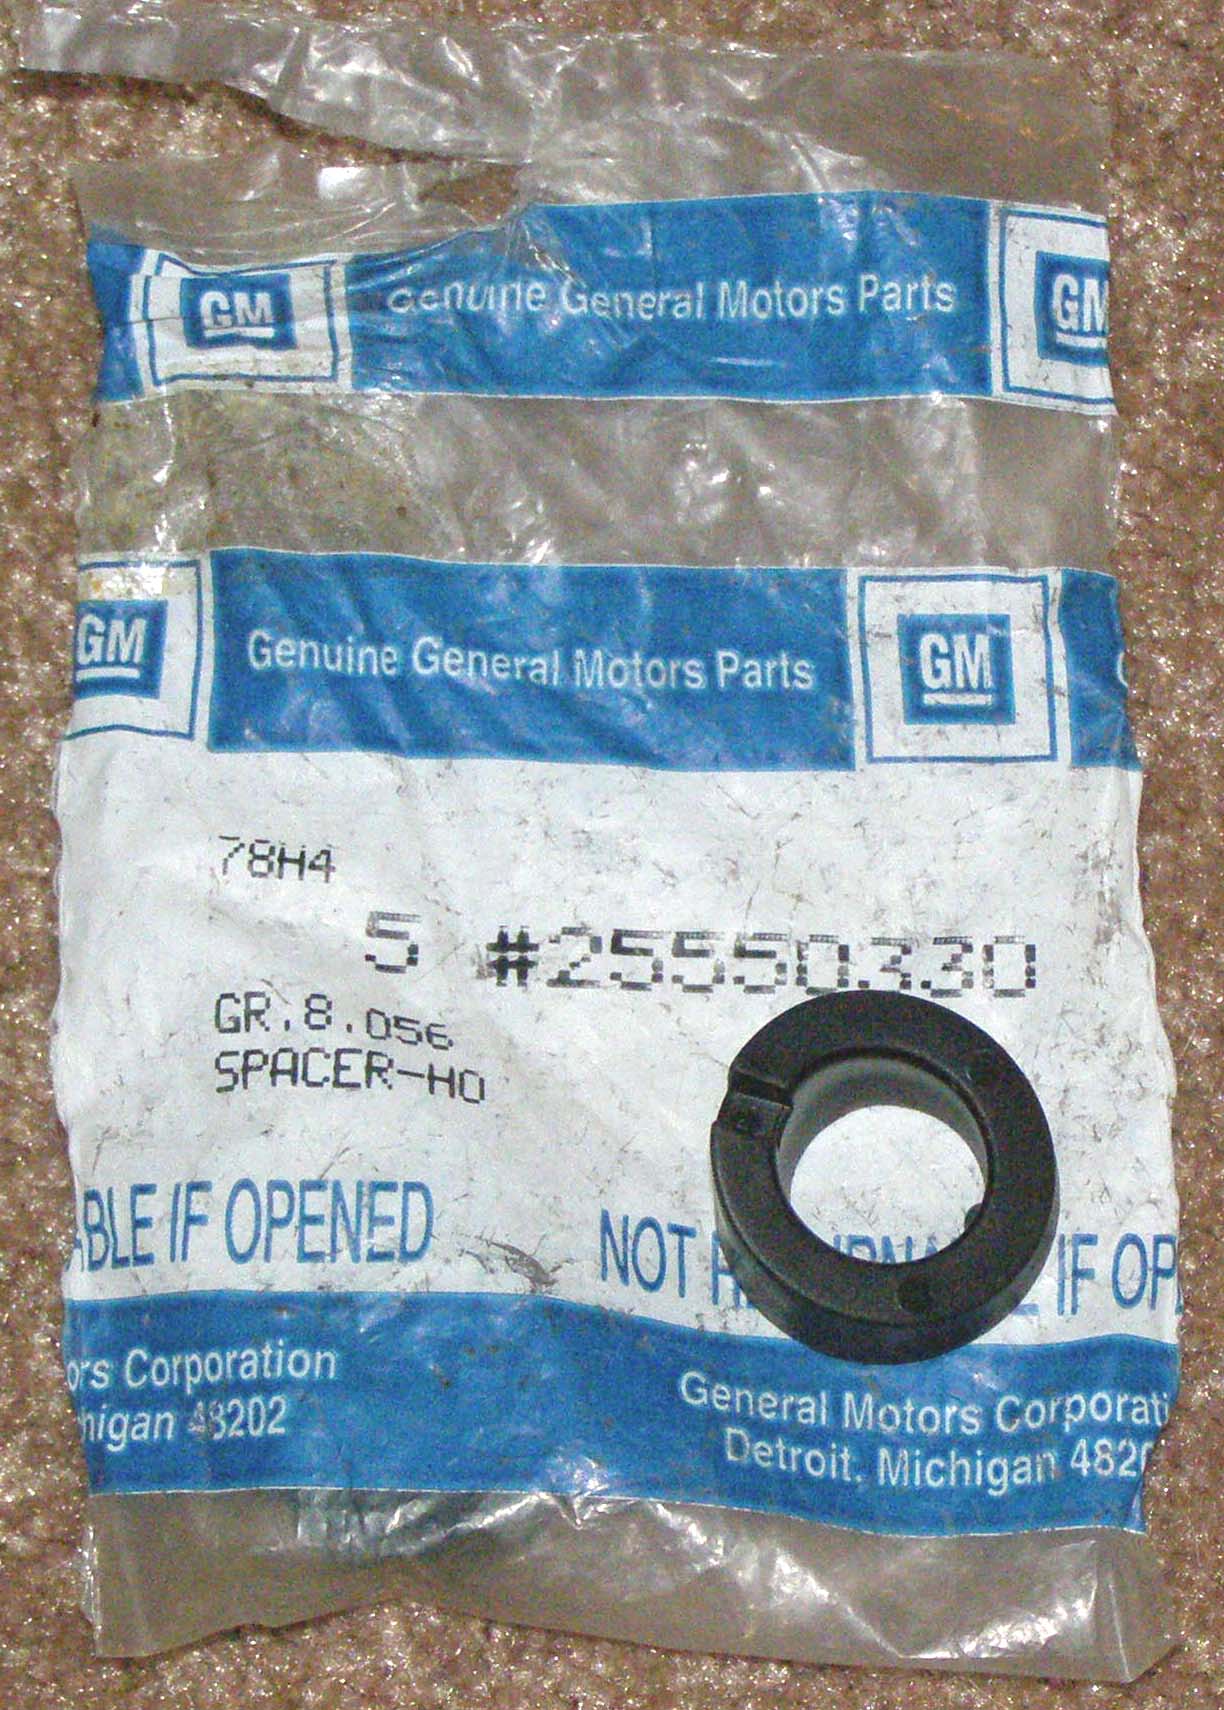 GM Genuine General Motors Parts GM
GM Genuine General Motors Parts GM
78H4
5 #25550330
GR.8.056
SPACER-HO
ABLE IF OPENED NOT IF OP
ors Corporation
higan 48202
General Motors Corporati
Detroit, Michigan 4820